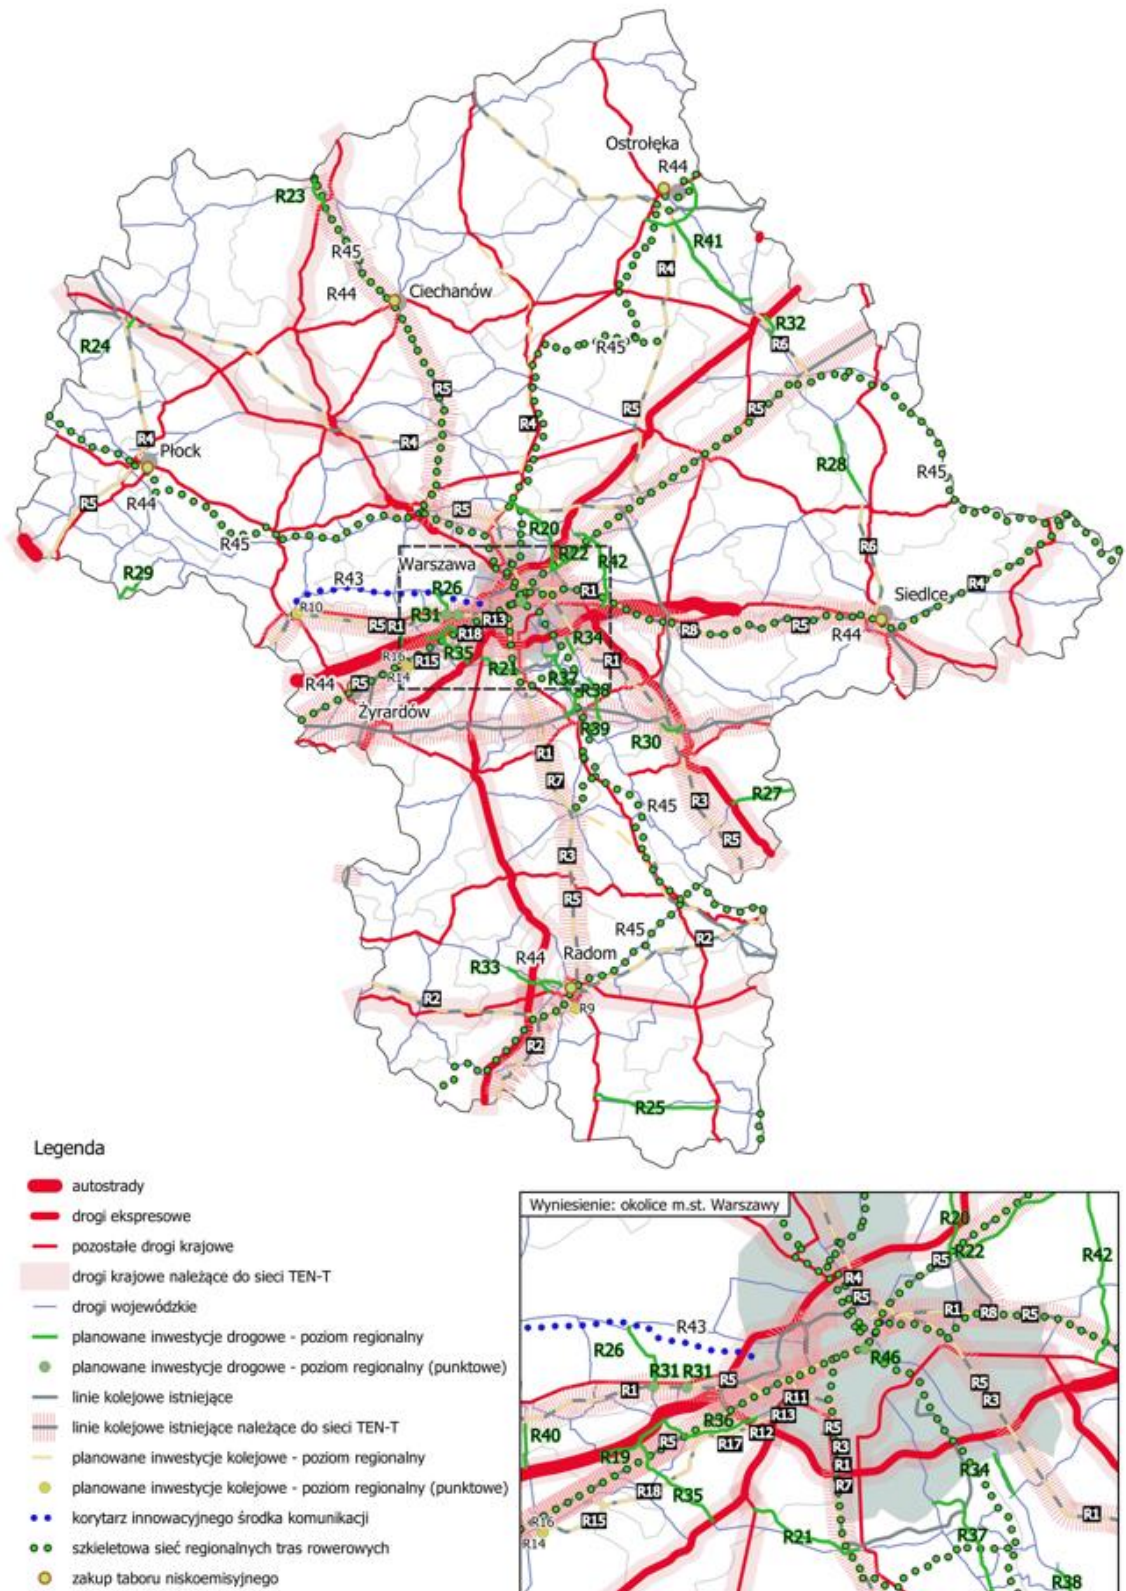 Ostrołęka
R44
R23
R41
R45
R4
R44
Ciechanów
R32
R24
R45
R6
R5
R5
R5
R4
R4
R4
Płock
R28
R45
R5
R44
R5
R45
R20
R6
R22
R42
Warszawa
R29
R43
R26
R1
R4
Siedlce
R10
R31
R13
R5
R1
R18
R8
R5
R44
R34
R16
R15
R35
R1
R14
R21
R44
R5
R37
R38
Żyrardów
R39
R30
R1
R7
R27
R3
R45
R5
R3
R5
R45
R2
Radom
R44
R33
R2
R9
R2
R25
Legenda
autostrady
drogi ekspresowe
pozostałe drogi krajowe
drogi krajowe należące do sieci TEN-T
drogi wojewódzkie
planowane inwestycje drogowe - poziom regionalny
planowane inwestycje drogowe - poziom regionalny (punktowe)
linie kolejowe istniejące
linie kolejowe istniejące należące do sieci TEN-T
planowane inwestycje kolejowe - poziom regionalny
planowane inwestycje kolejowe - poziom regionalny (punktowe)
korytarz innowacyjnego środka komunikacji
szkieletowa sieć regionalnych tras rowerowych
zakup taboru niskoemisyjnego
Wyniesienie: okolice m.st. Warszawy
R20
R22
R42
R5
R4
R5
R1
R8
R5
R43
R26
R46
R31
R31
R5
R1
R5
R3
R11
R13
R36
R12
R5
R40
R5
R17
R3
R19
R1
R34
R7
R18
R35
R15
R1
R16
R21
R37
R14
R38